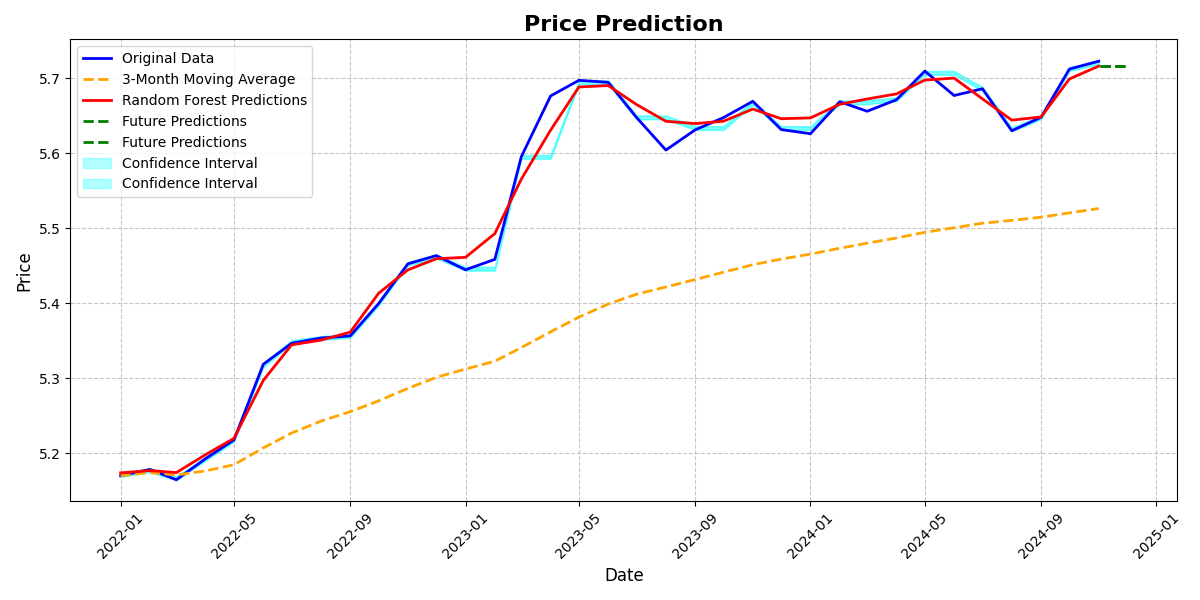 Price Prediction
Original Data
3-Month Moving Average
Random Forest Predictions
Future Predictions
Future Predictions
Confidence Interval
Confidence Interval
Price
5.7
5.6
5.5
5.4
5.3
5.2
2022-01
2022-05
2022-09
2023-01
2023-05
2023-09
2024-01
2024-05
2024-09
2025-01
Date